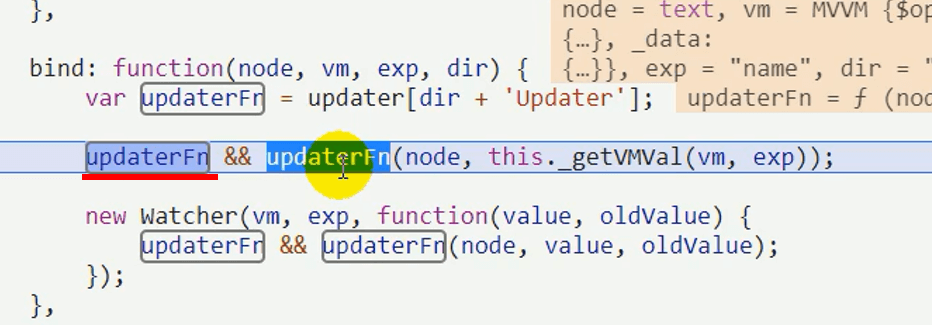 },
node = text, vm = MVVM {$op
{…}, _data:
bind: function(node, vm, exp, dir) {
{…}}, exp = "name", dir = "
var updaterFn = updater[dir + 'Updater'];
updaterFn = ƒ (nod
updaterFn && updaterFn(node, this._getVMVal(vm, exp));
new Watcher(vm, exp, function(value, oldValue) {
updaterFn && updaterFn(node, value, oldValue);
});
},